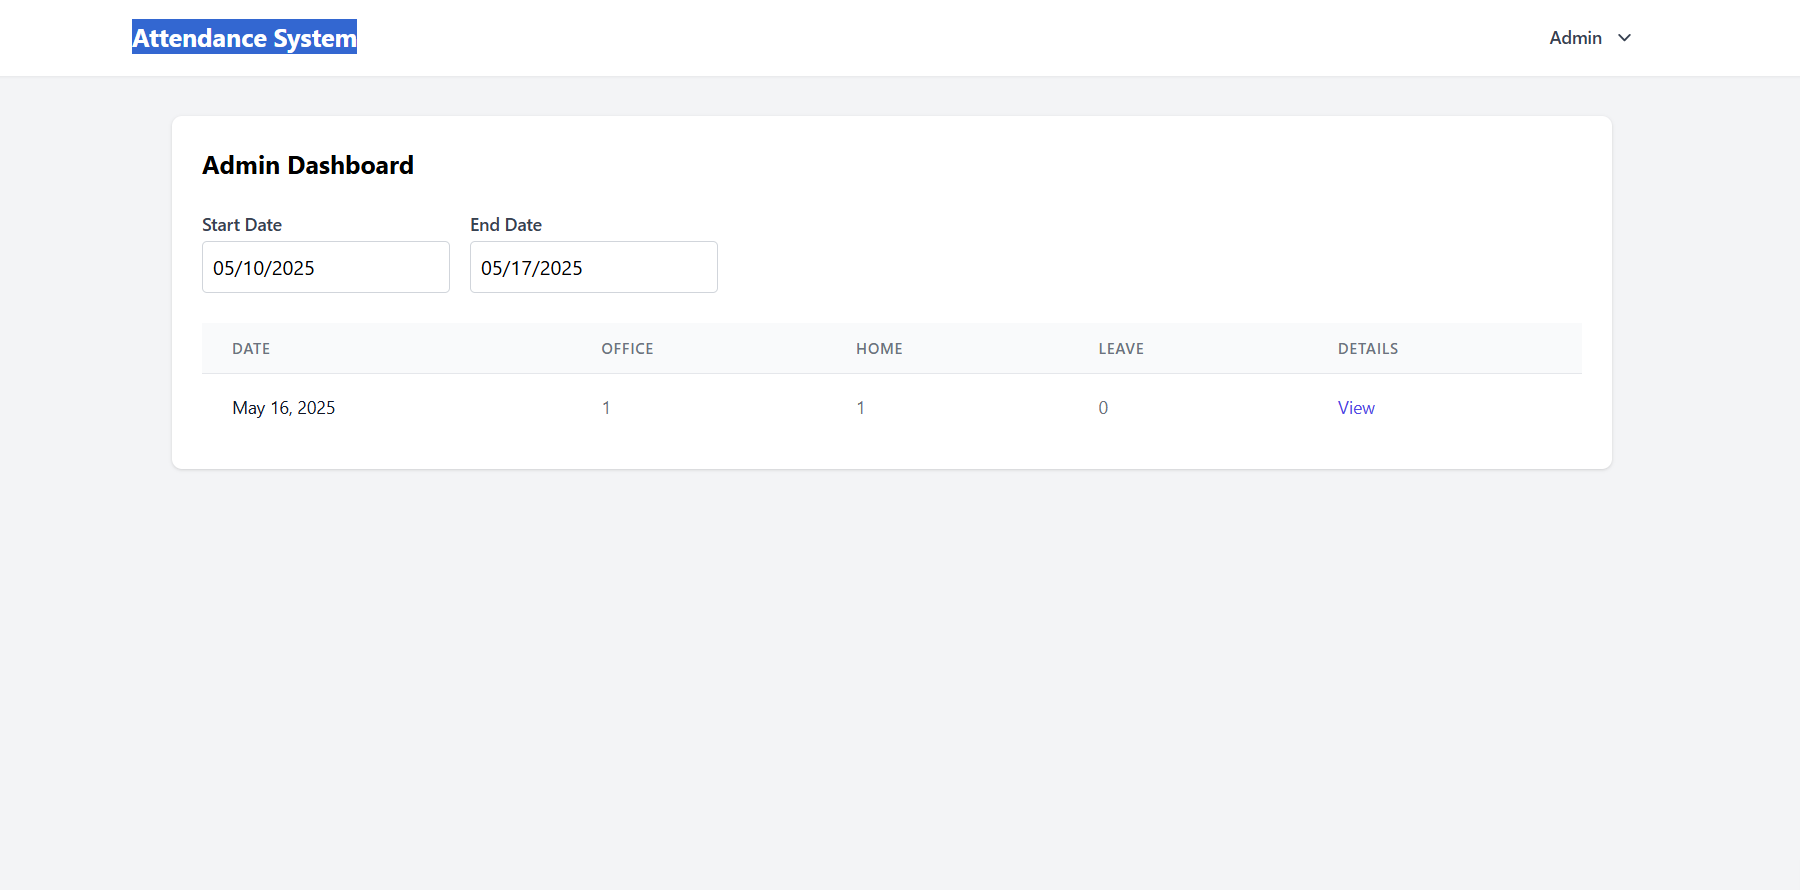 Attendance System
Admin
Admin Dashboard
Start Date End Date
05/10/2025 05/17/2025
DATE OFFICE HOME LEAVE DETAILS
May 16, 2025 1 1 0 View